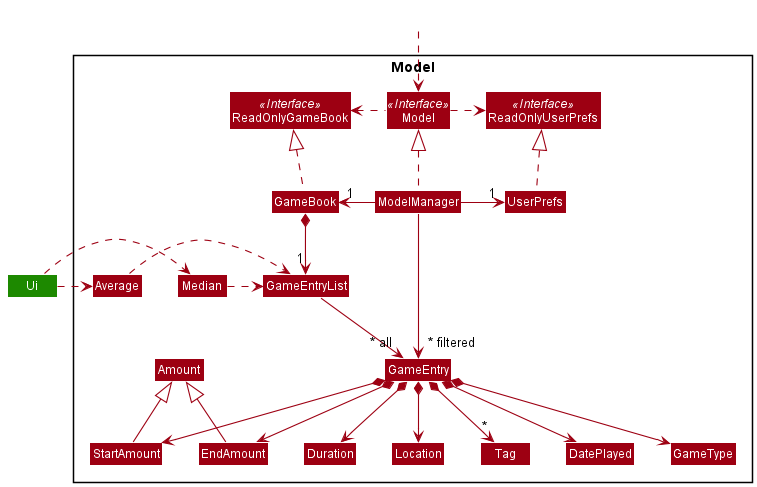 Model
«Interface»
ReadOnlyGameBook
«Interface»
Model
«Interface»
ReadOnlyUserPrefs
GameBook
1
ModelManager
1
UserPrefs
1
Ui
Average
Median
GameEntryList
* all
* filtered
Amount
GameEntry
*
StartAmount
EndAmount
Duration
Location
Tag
DatePlayed
GameType